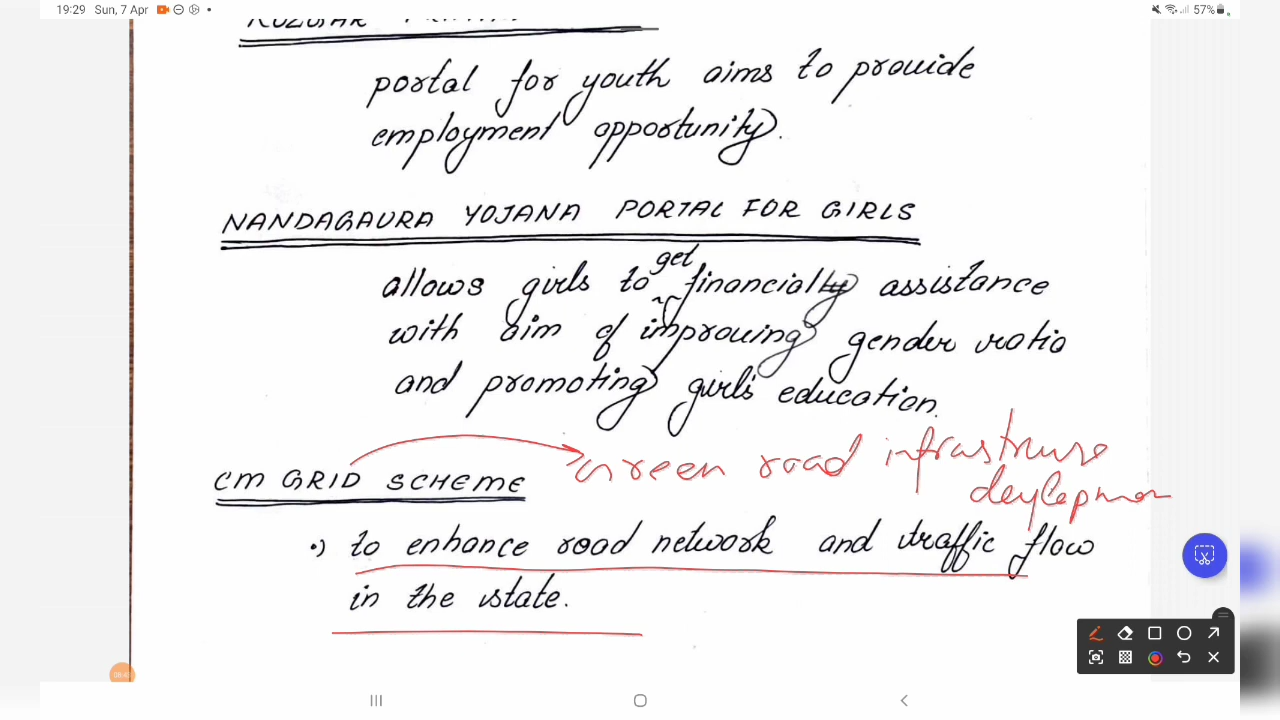 19:29 Sun, 7 Apr
57%
portal for youth aims to provide
employment opportunity.
NANDAGAURA YOJANA PORTAL FOR GIRLS
get
allows girls to financially assistance
with aim of improving gender ratio
and promoting girls education.
CM GRID SCHEME
Green road infrastruse
deylepmen
•) to enhance road network and traffic flow
in the state.